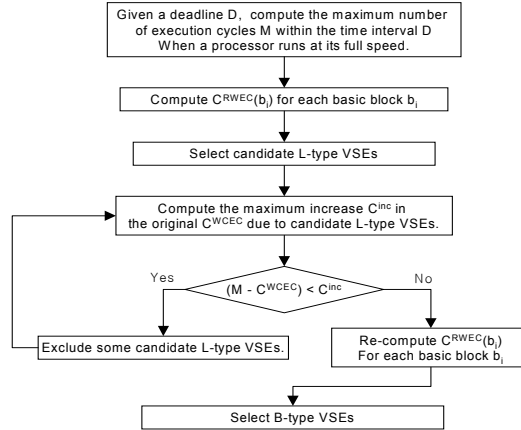 Given a deadline D, compute the maximum number
of execution cycles M within the time interval D
When a processor runs at its full speed.
Compute C^RWEC(b_i) for each basic block b_i
Select candidate L-type VSEs
Compute the maximum increase C^inc in
the original C^WCEC due to candidate L-type VSEs.
Yes
(M - C^WCEC) < C^inc
No
Exclude some candidate L-type VSEs.
Re-compute C^RWEC(b_i)
For each basic block b_i
Select B-type VSEs